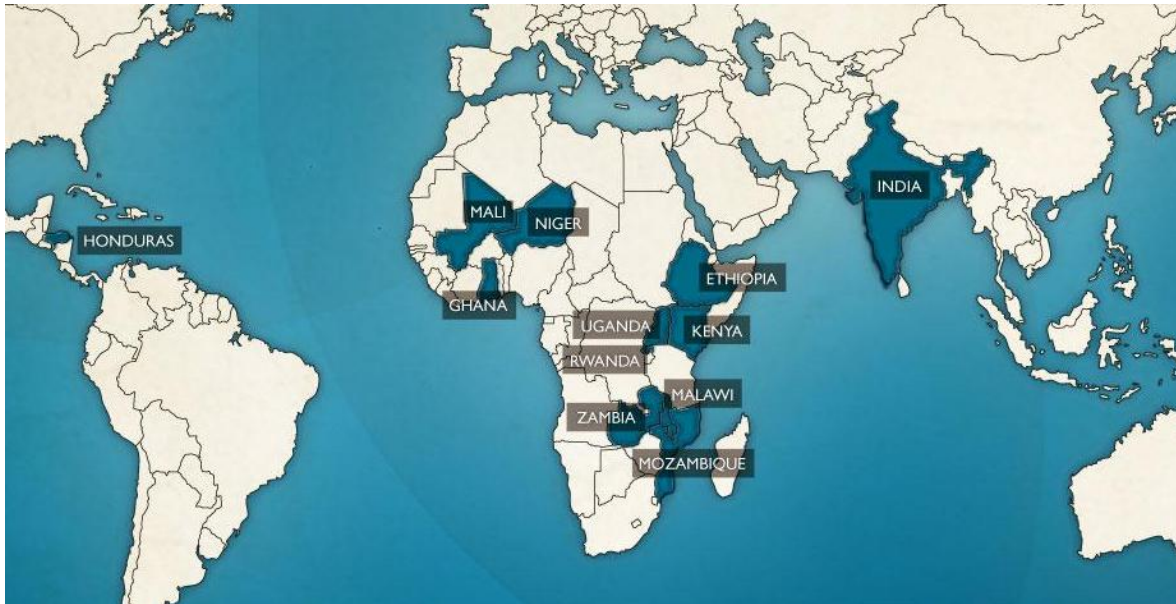 HONDURAS
MALI
NIGER
GHANA
INDIA
ETHIOPIA
UGANDA
KENYA
RWANDA
MALAWI
ZAMBIA
MOZAMBIQUE